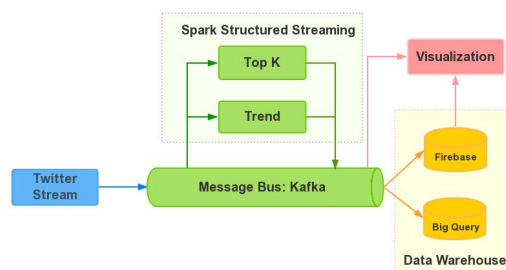 Spark Structured Streaming
Top K
Visualization
Trend
Firebase
Twitter
Stream
Message Bus: Kafka
Big Query
Data Warehouse